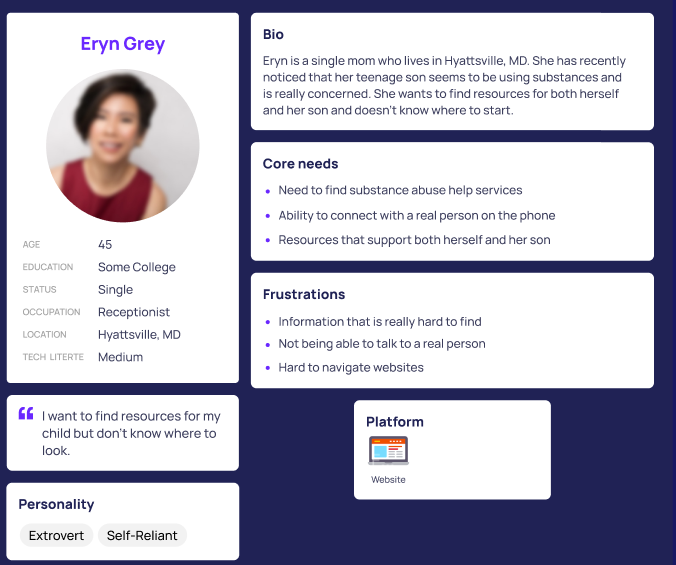 Eryn Grey
AGE 45
EDUCATION Some College
STATUS Single
OCCUPATION Receptionist
LOCATION Hyattsville, MD
TECH LITERTE Medium
I want to find resources for my
child but don't know where to
look.
Personality
Extrovert Self-Reliant
Bio
Eryn is a single mom who lives in Hyattsville, MD. She has recently
noticed that her teenage son seems to be using substances and
is really concerned. She wants to find resources for both herself
and her son and doesn't know where to start.
Core needs
Need to find substance abuse help services
Ability to connect with a real person on the phone
Resources that support both herself and her son
Frustrations
Information that is really hard to find
Not being able to talk to a real person
Hard to navigate websites
Platform
Website